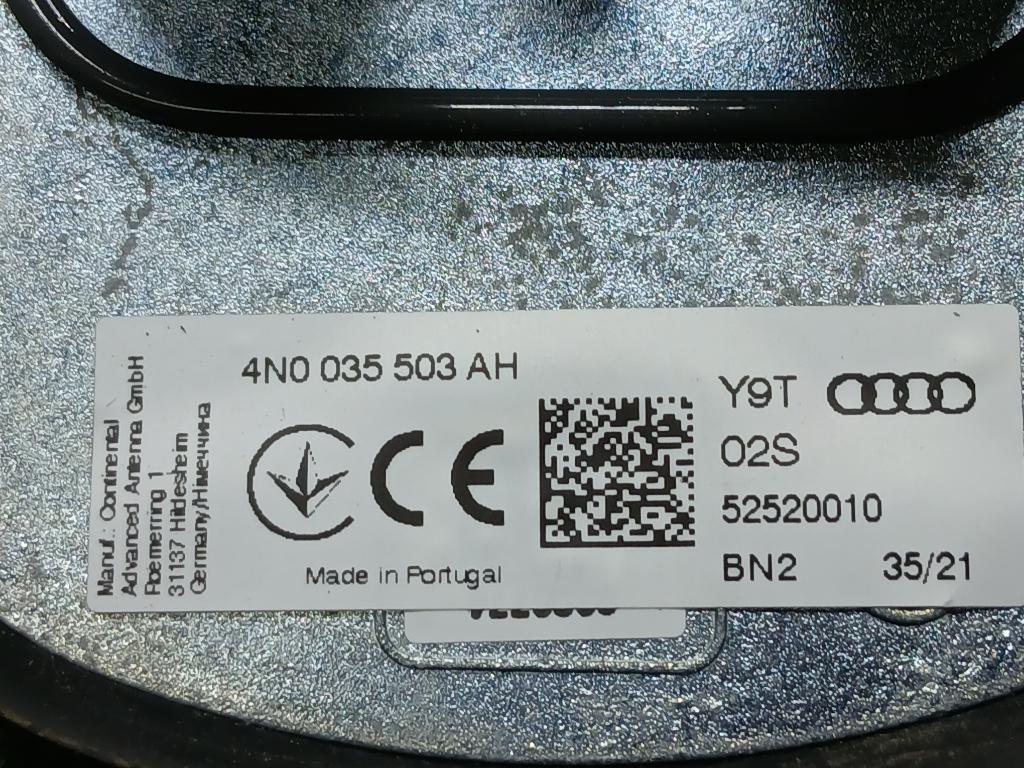 4N0 035 503 AH
Manuf.: Continental
Advanced Antenna GmbH
Roemerring 1
31137 Hildesheim
Germany/Німеччина
CE
Made in Portugal
Y9T
02S
52520010
BN2 35/21